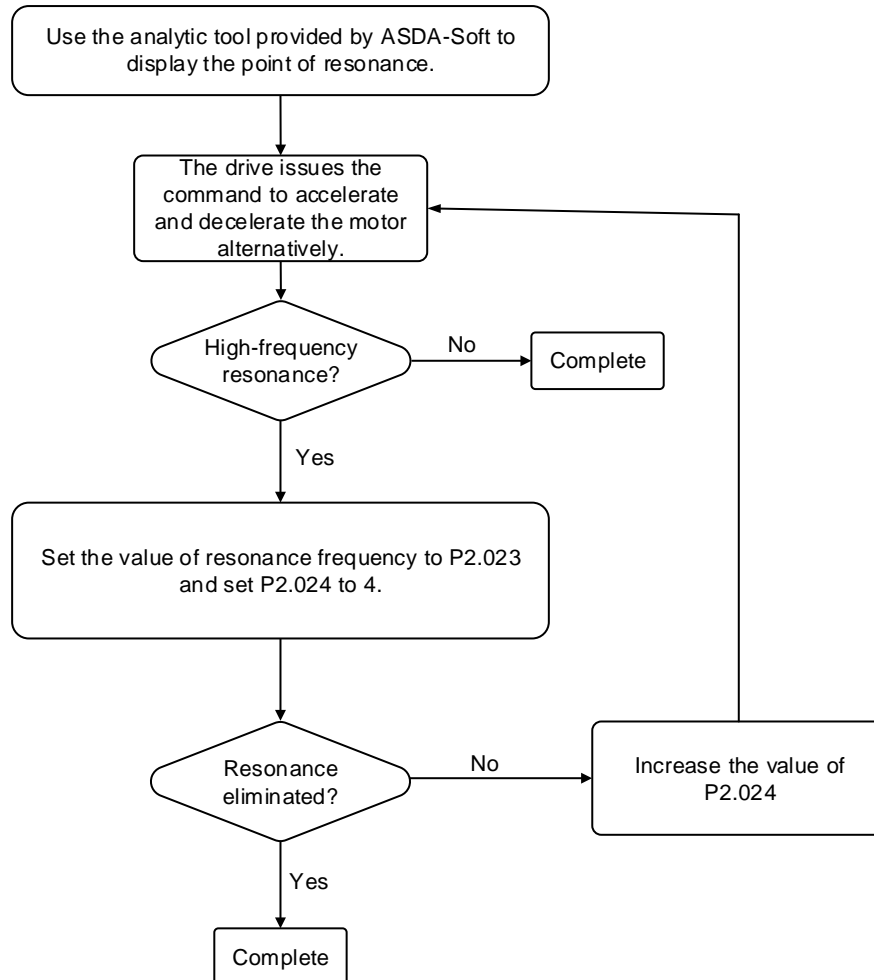 Use the analytic tool provided by ASDA-Soft to
display the point of resonance.
The drive issues the
command to accelerate
and decelerate the motor
alternatively.
High-frequency
resonance?
No
Complete
Yes
Set the value of resonance frequency to P2.023
and set P2.024 to 4.
Resonance
eliminated?
No
Increase the value of
P2.024
Yes
Complete